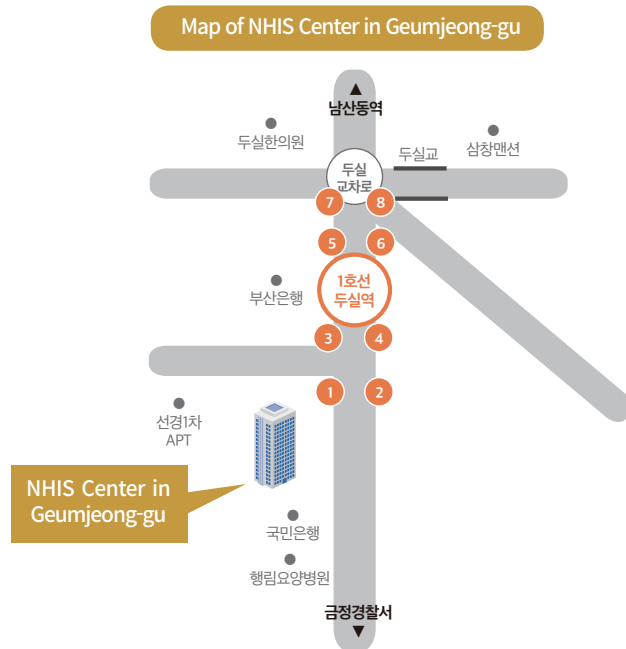 Map of NHIS Center in Geumjeong-gu
▲
남산동역
두실한의원
두실
교차로
두실교
삼창맨션
7
8
5
6
부산은행
1호선
두실역
3
4
1
2
선경1차
APT
NHIS Center in
Geumjeong-gu
국민은행
행림요양병원
금정경찰서
▼